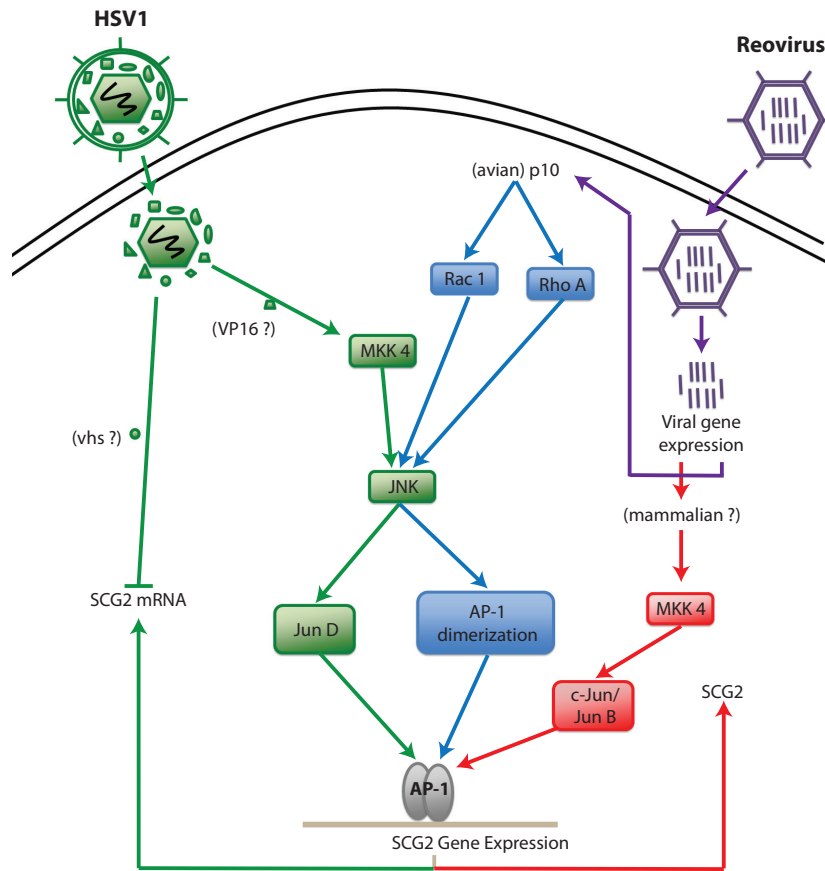 HSV1
Reovirus
(avian) p10
Rac 1
Rho A
(VP16 ?)
MKK 4
(vhs ?)
Viral gene
expression
JNK
(mammalian ?)
SCG2 mRNA
Jun D
AP-1
dimerization
MKK 4
c-Jun/
Jun B
SCG2
AP-1
SCG2 Gene Expression